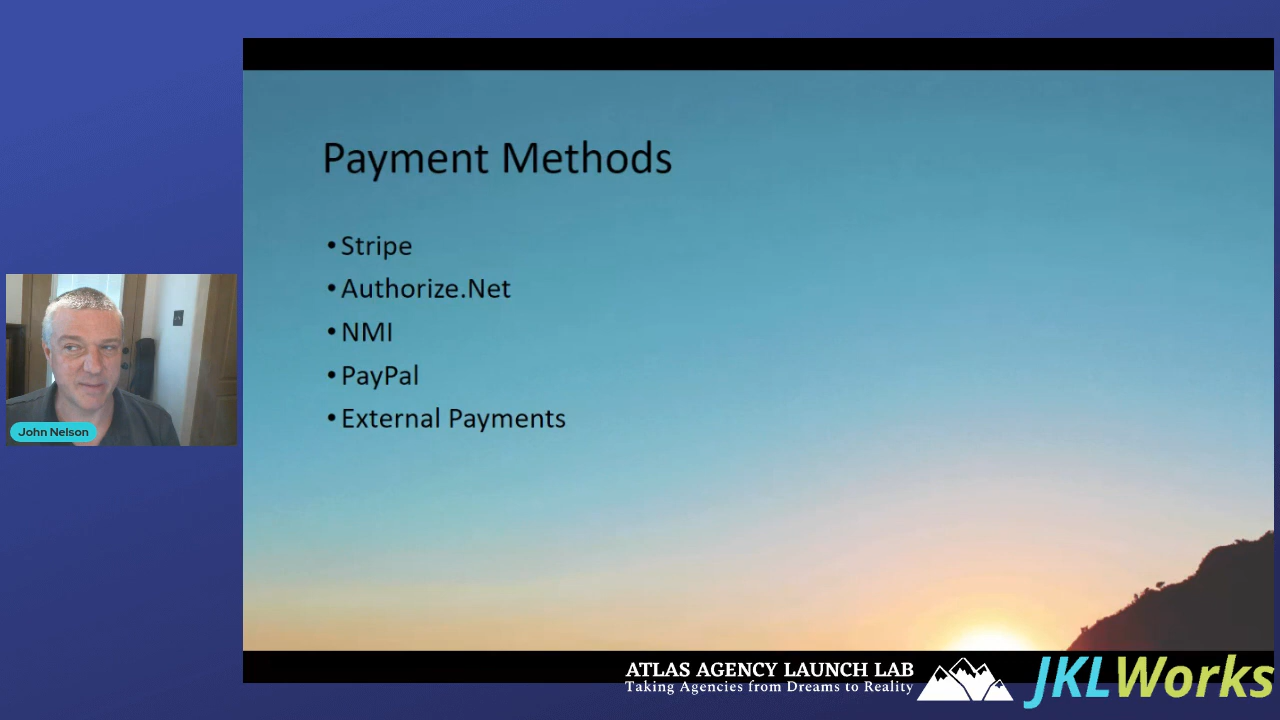 Payment Methods
• Stripe
• Authorize.Net
• NMI
• PayPal
• External Payments
John Nelson
ATLAS AGENCY LAUNCH LAB
Taking Agencies from Dreams to Reality
JKLWorks